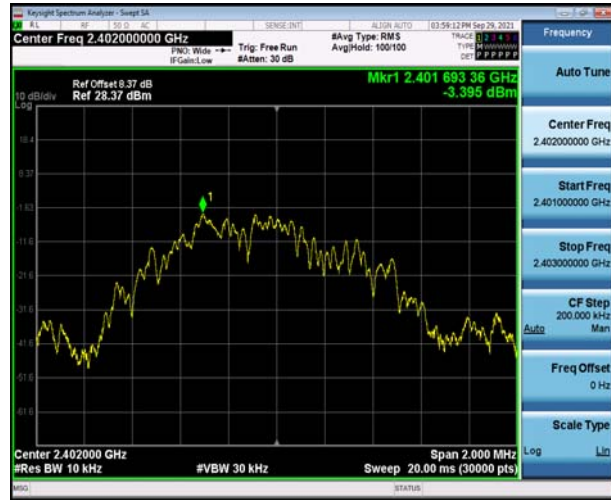 Keysight Spectrum Analyzer - Swept SA
RL RF 50 Ω AC SENSE:INT ALIGN AUTO 03:59:12 PM Sep 29, 2021
Center Freq 2.402000000 GHz
PNO: Wide
IFGain:Low
Trig: Free Run
#Atten: 30 dB
#Avg Type: RMS
Avg|Hold: 100/100
TRACE 1 2 3 4 5 6
TYPE M WWWWW
DET P P P P P P
Ref Offset 8.37 dB
Ref 28.37 dBm
10 dB/div
Log
Mkr1 2.401 693 36 GHz
-3.395 dBm
18.4
8.37
-1.63
-11.6
-21.6
-31.6
-41.6
-51.6
-61.6
1
Center 2.402000 GHz
#Res BW 10 kHz
#VBW 30 kHz
Span 2.000 MHz
Sweep 20.00 ms (30000 pts)
MSG
STATUS
Frequency
Auto Tune
Center Freq
2.402000000 GHz
Start Freq
2.401000000 GHz
Stop Freq
2.403000000 GHz
CF Step
200.000 kHz
Auto Man
Freq Offset
0 Hz
Scale Type
Log Lin